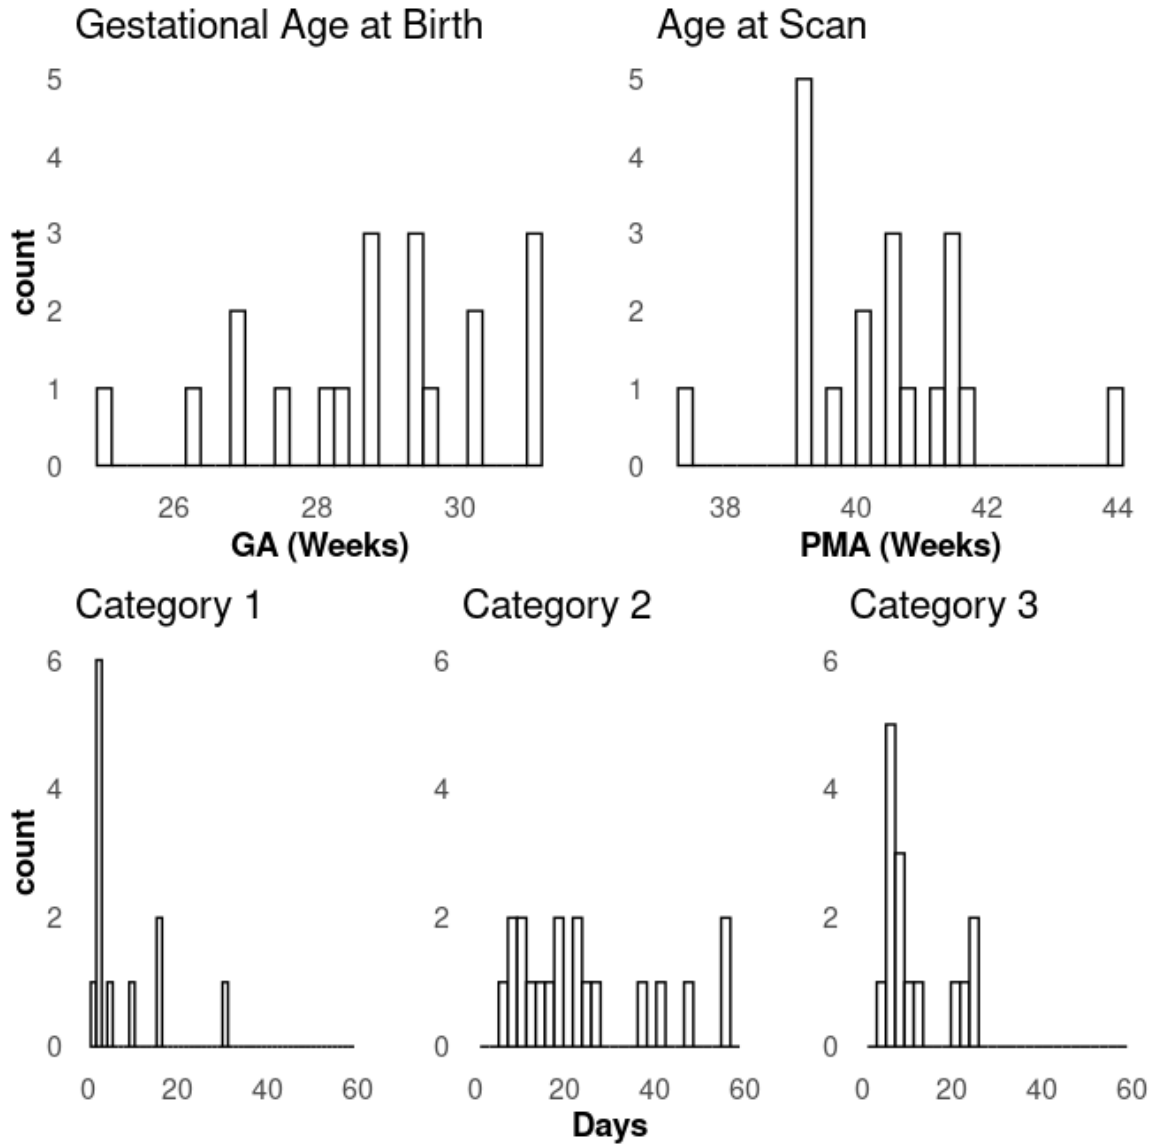 Gestational Age at Birth
Age at Scan
5
4
3
2
1
0
count
26 28 30
GA (Weeks)
5
4
3
2
1
0
38 40 42 44
PMA (Weeks)
Category 1
Category 2
Category 3
6
4
2
0
count
0 20 40 60
6
4
2
0
0 20 40 60
Days
6
4
2
0
0 20 40 60